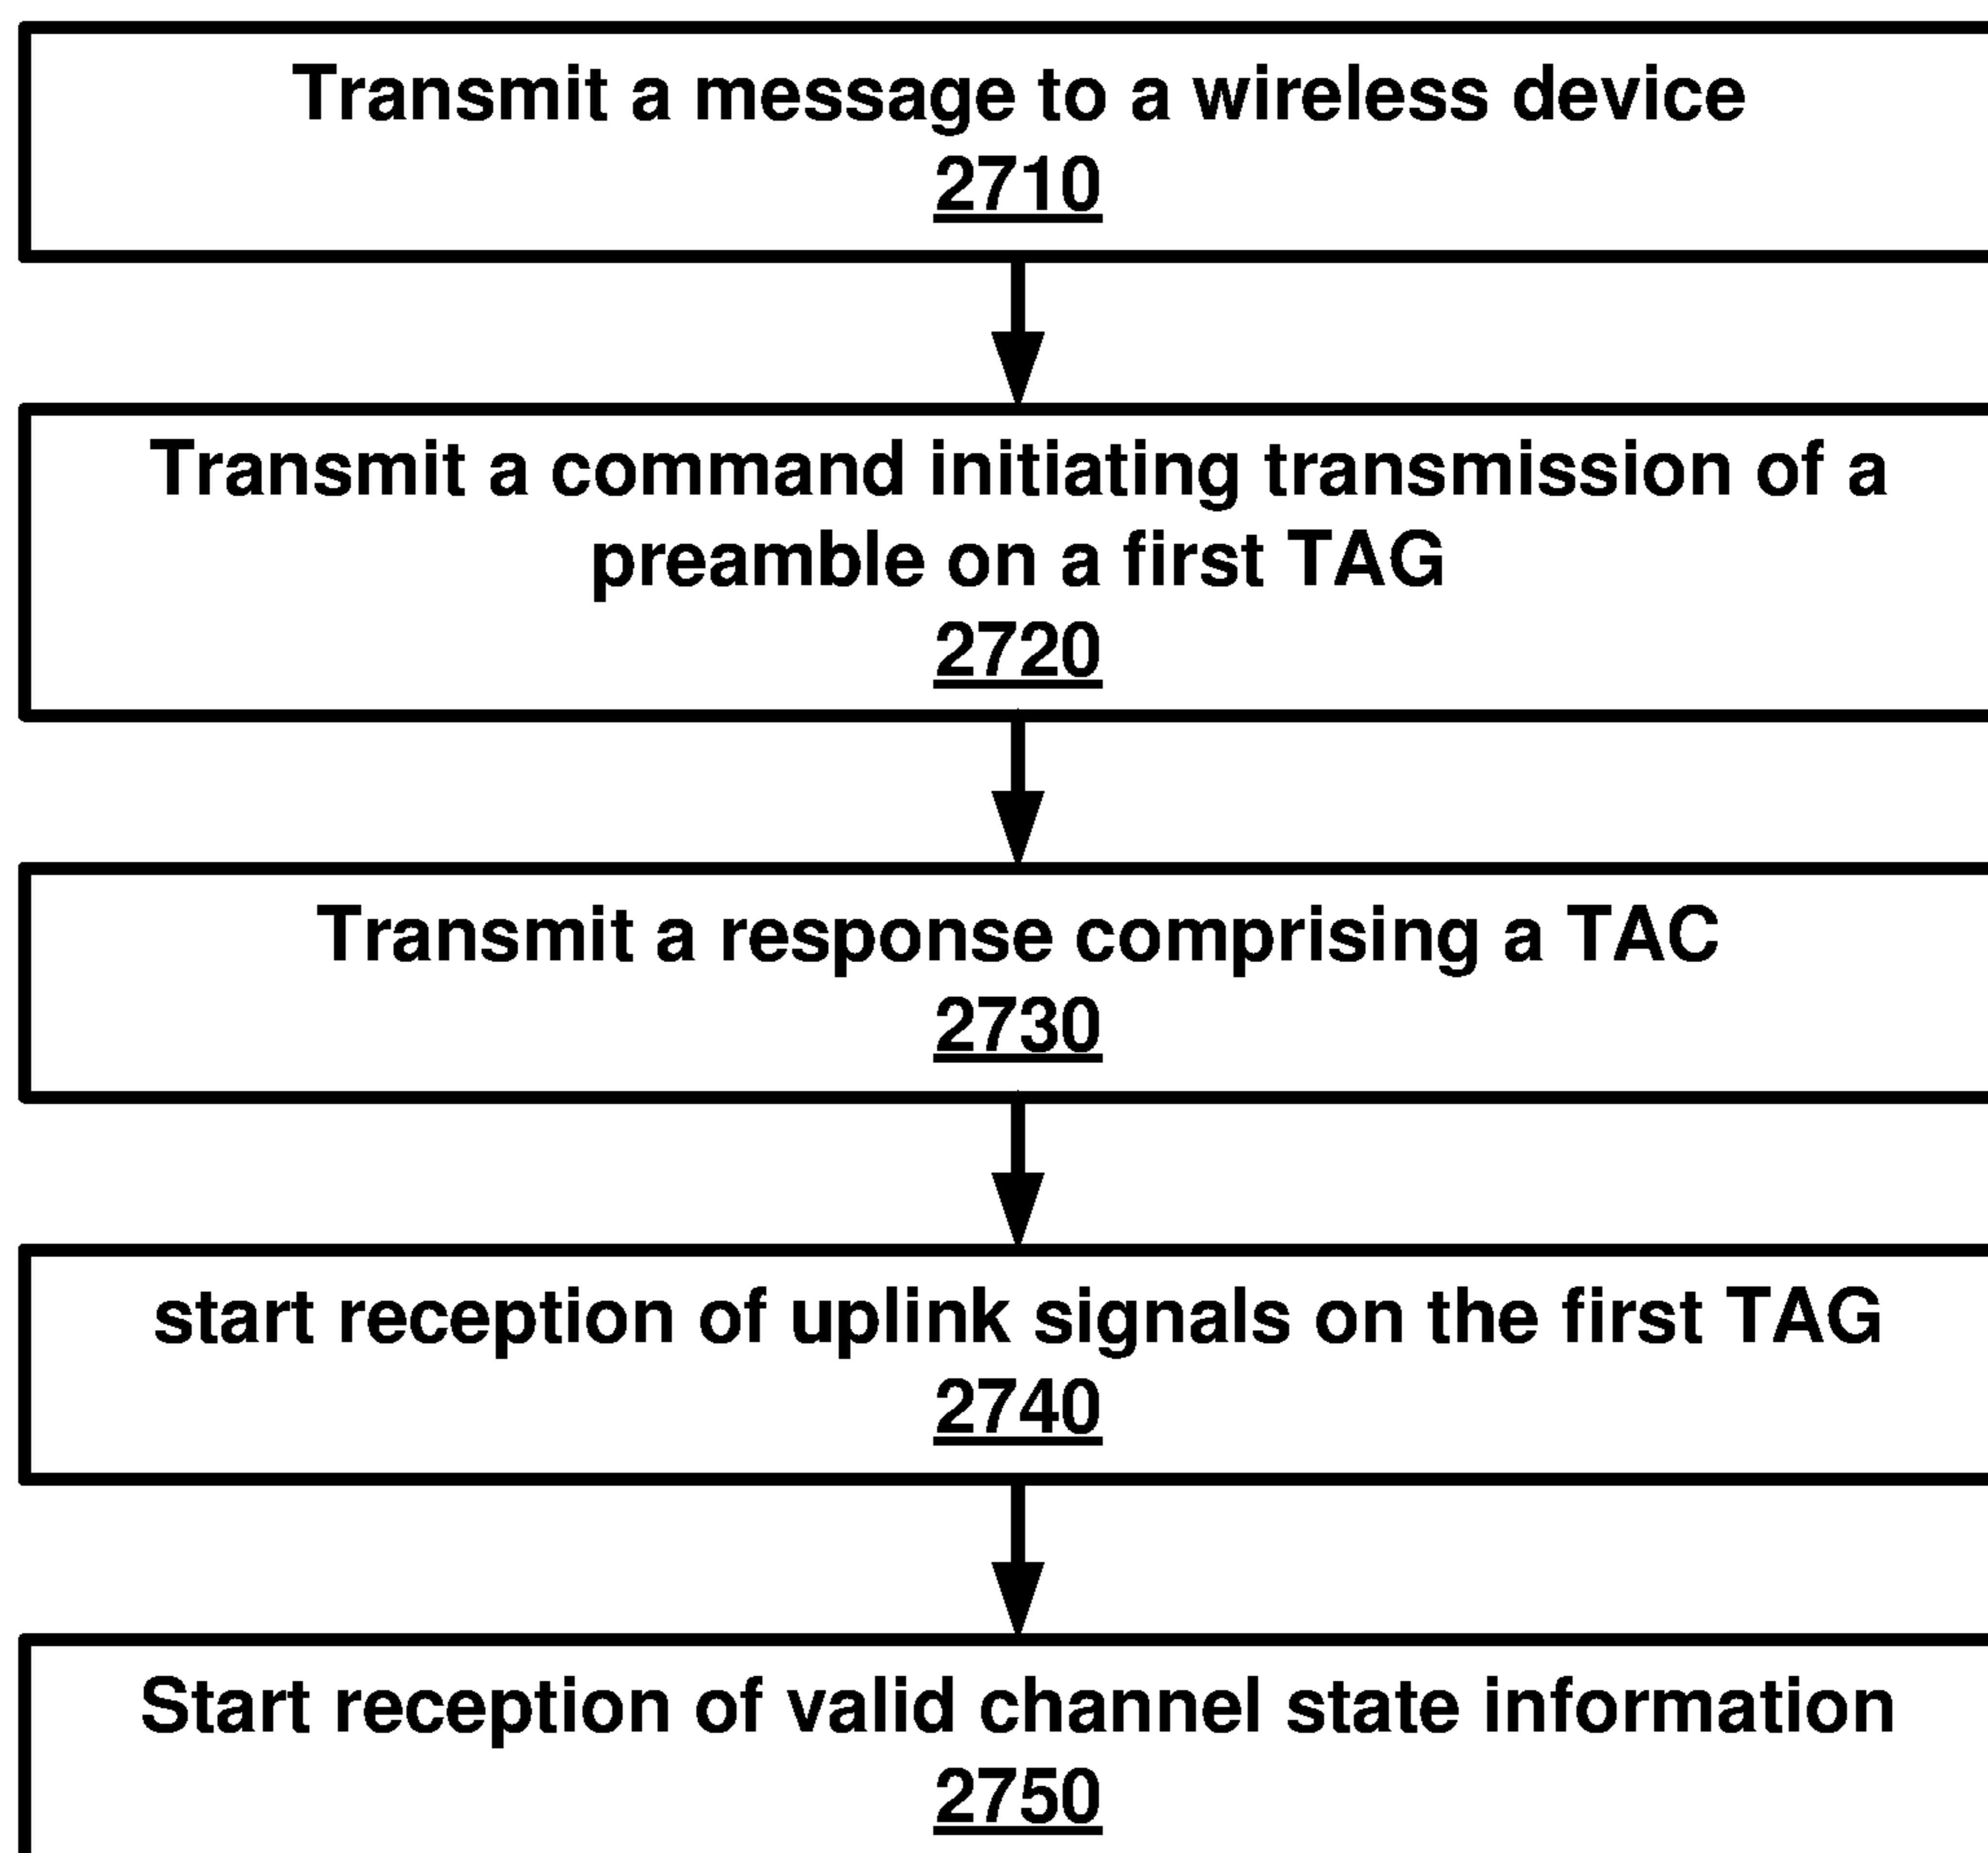 Transmit a message to a wireless device
2710
Transmit a command initiating transmission of a
preamble on a first TAG
2720
Transmit a response comprising a TAC
2730
start reception of uplink signals on the first TAG
2740
Start reception of valid channel state information
2750